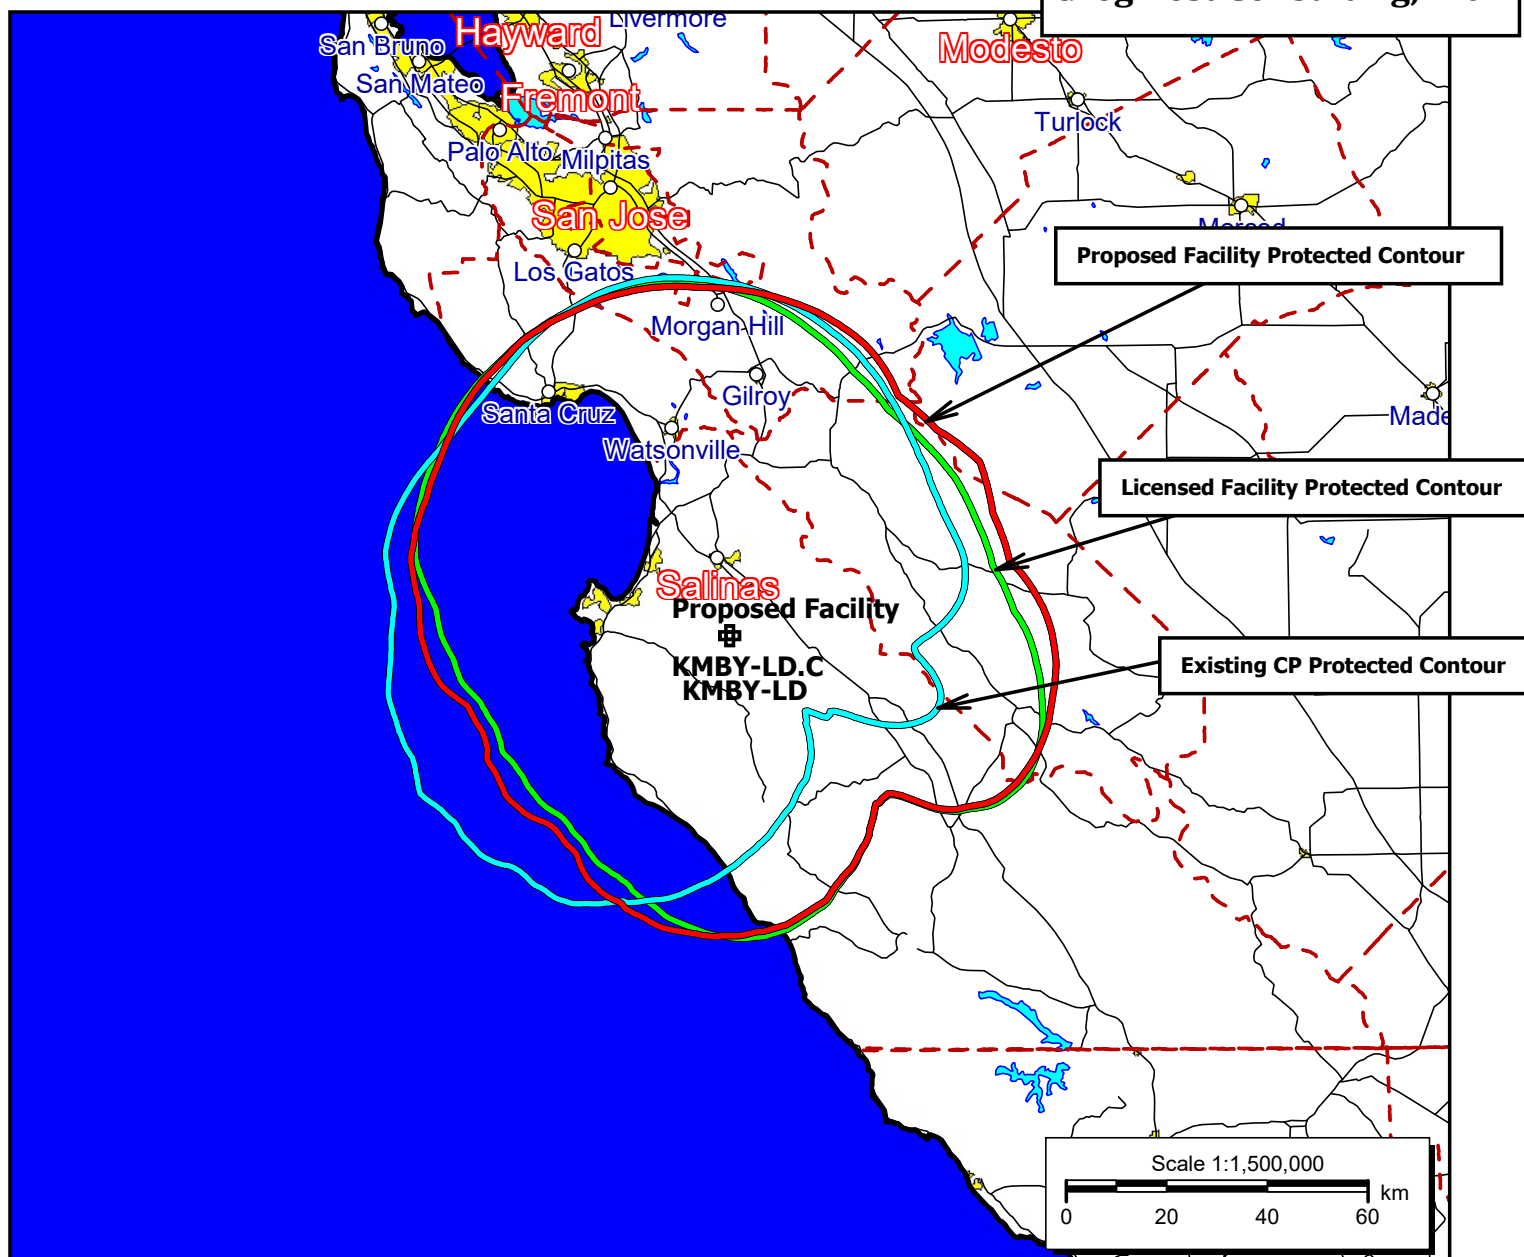 Livermore
Hayward
San Bruno
Modesto
San Mateo
Fremont
Turlock
Palo Alto
Milpitas
San Jose
Merced
Los Gatos
Proposed Facility Protected Contour
Morgan Hill
Gilroy
Santa Cruz
Made
Watsonville
Licensed Facility Protected Contour
Salinas
Proposed Facility
KMBY-LD.C
KMBY-LD
Existing CP Protected Contour
Scale 1:1,500,000
km
0 20 40 60